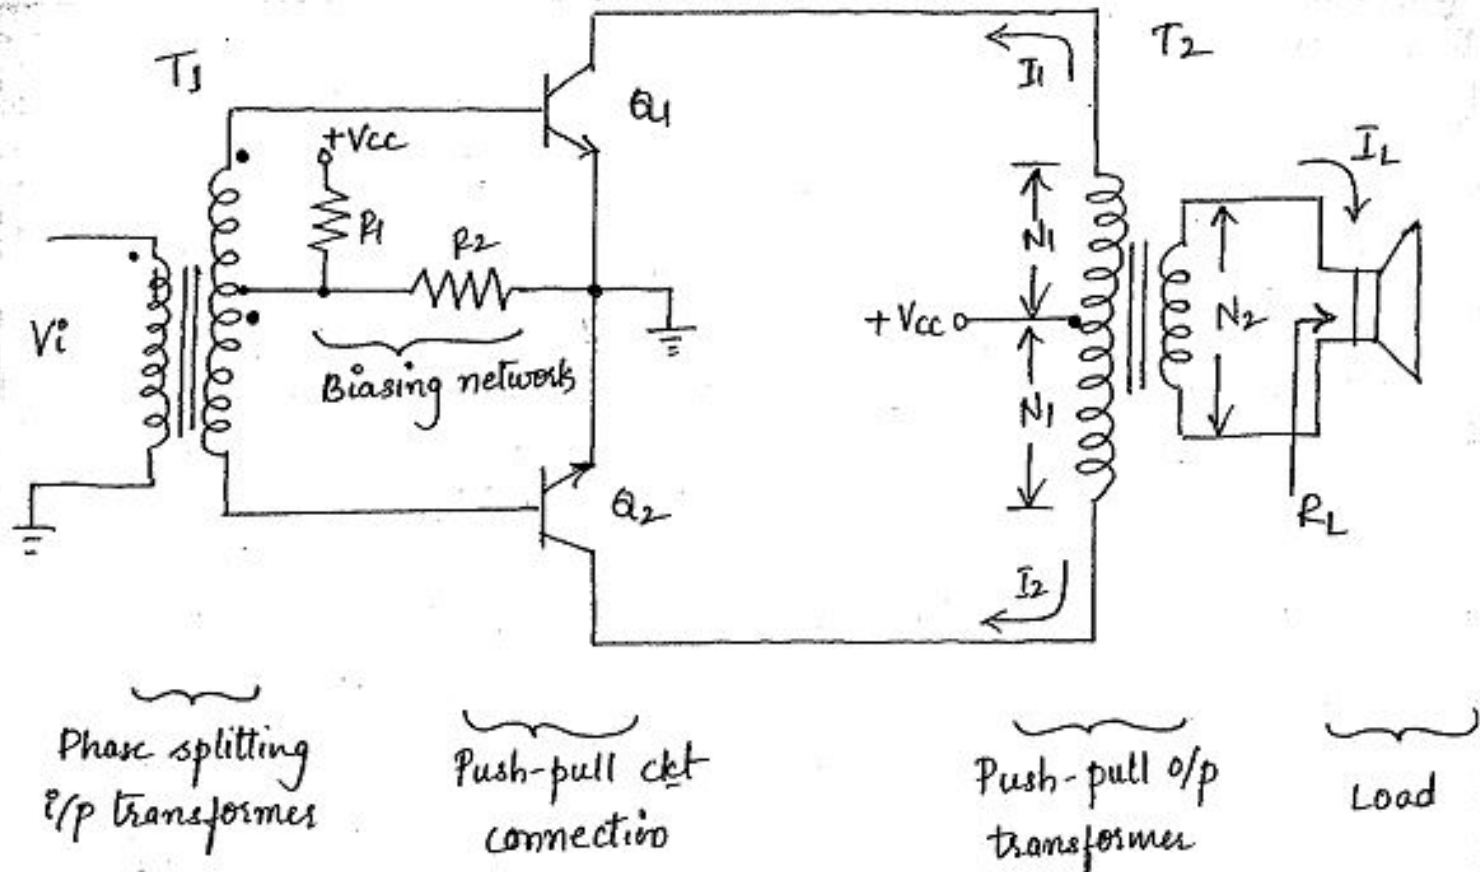 T1
T2
I1
Q1
+Vcc
IL
R1
R2
N1
Vi
+Vcc
N2
Biasing network
N1
Q2
RL
I2
Phase splitting
i/p transformer
Push-pull ckt
connectio
Push-pull o/p
transformer
Load